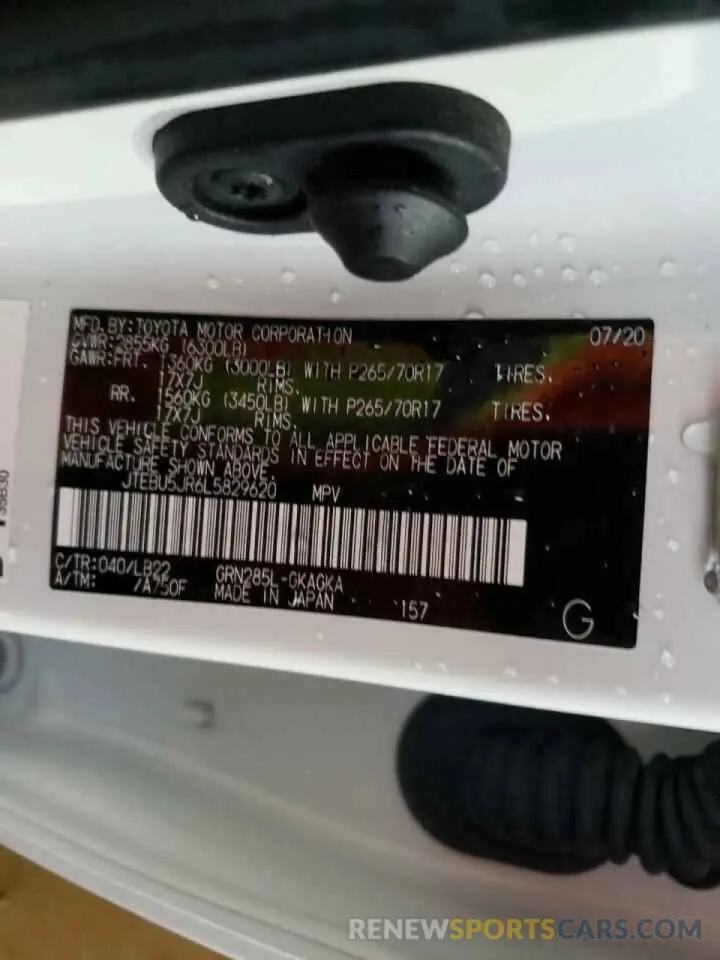 MFD. BY: TOYOTA MOTOR CORPORATION 07/20
GVWR: 2855KG (6300LB)
GAWR: FRT. 1360KG (3000LB) WITH P265/70R17 TIRES.
17X7J RIMS.
RR. 1560KG (3450LB) WITH P265/70R17 TIRES.
17X7J RIMS.
THIS VEHICLE CONFORMS TO ALL APPLICABLE FEDERAL MOTOR
VEHICLE SAFETY STANDARDS IN EFFECT ON THE DATE OF
MANUFACTURE SHOWN ABOVE.
JTEBU5JR6L5829620 MPV
C/TR: 040/LB22 GRN285L-GKAGKA
A/TM: /A750F MADE IN JAPAN 157
G
RENEWSPORTSCARS.COM